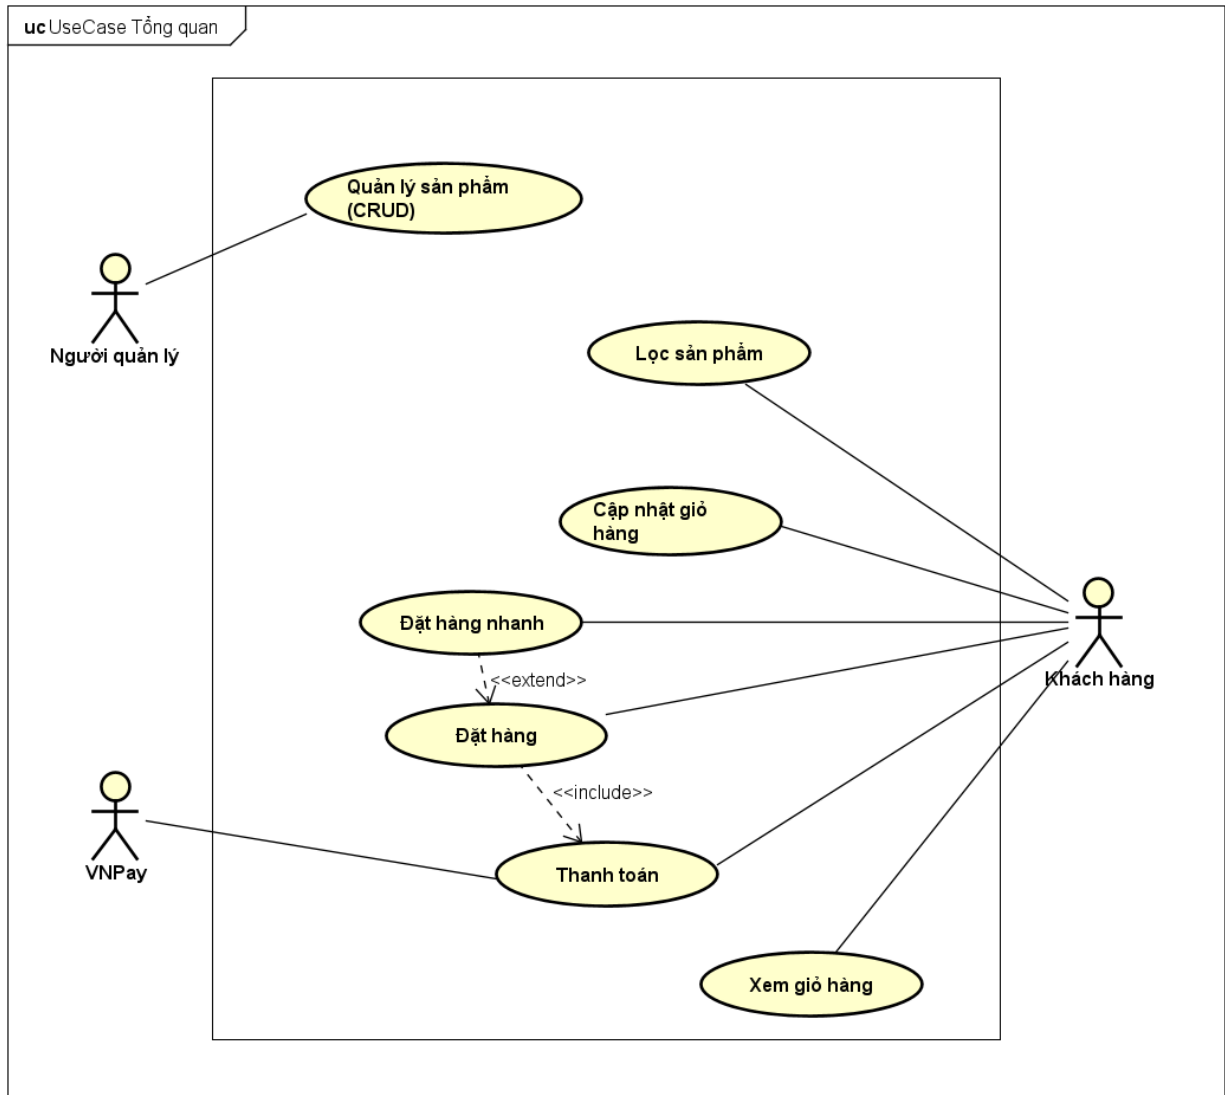 uc UseCase Tổng quan
Quản lý sản phẩm
(CRUD)
Người quản lý
Lọc sản phẩm
Cập nhật giỏ
hàng
Đặt hàng nhanh
<<extend>>
Khách hàng
Đặt hàng
<<include>>
VNPay
Thanh toán
Xem giỏ hàng